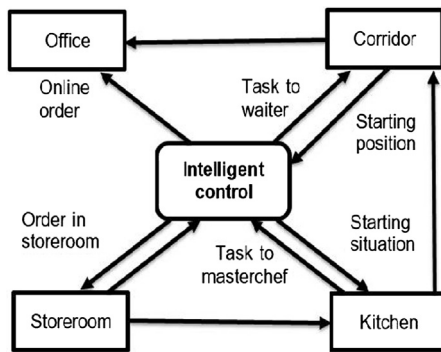 Office
Corridor
Online
order
Task to
waiter
Starting
position
Intelligent
control
Order in
storeroom
Task to
masterchef
Starting
situation
Storeroom
Kitchen